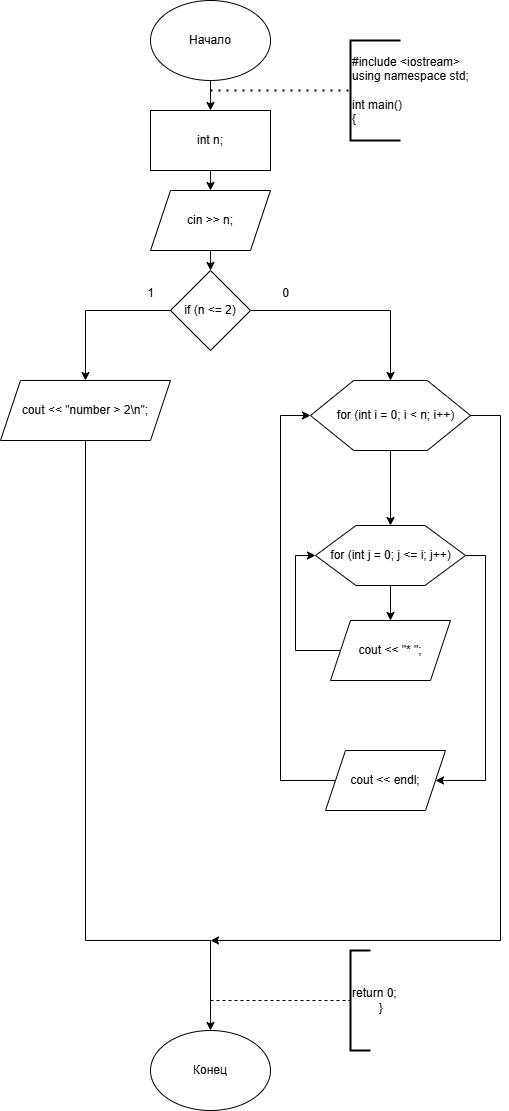 Начало
#include <iostream>
using namespace std;
int main()
{
int n;
cin >> n;
1
0
if (n <= 2)
cout << "number > 2\n";
for (int i = 0; i < n; i++)
for (int j = 0; j <= i; j++)
cout << "* ";
cout << endl;
return 0;
}
Конец